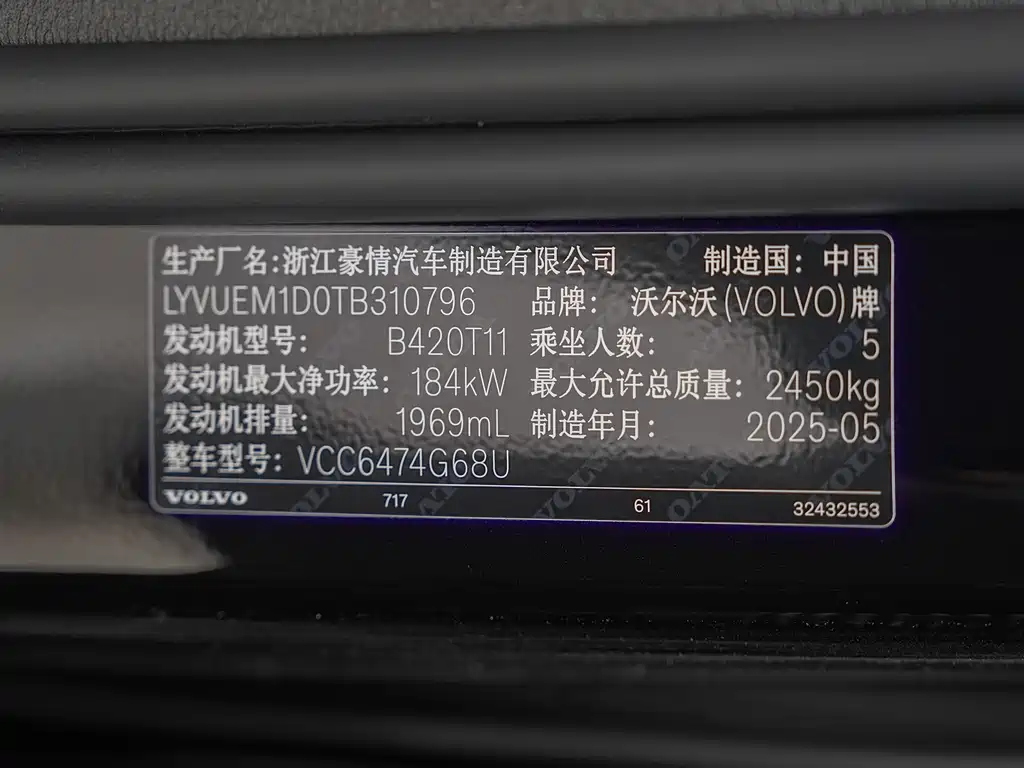 生产厂名:浙江豪情汽车制造有限公司 制造国: 中国
LYVUEM1D0TB310796 品牌: 沃尔沃(VOLVO)牌
发动机型号: B420T11 乘坐人数: 5
发动机最大净功率: 184kW 最大允许总质量: 2450kg
发动机排量: 1969mL 制造年月: 2025-05
整车型号: VCC6474G68U
VOLVO 717 61 32432553